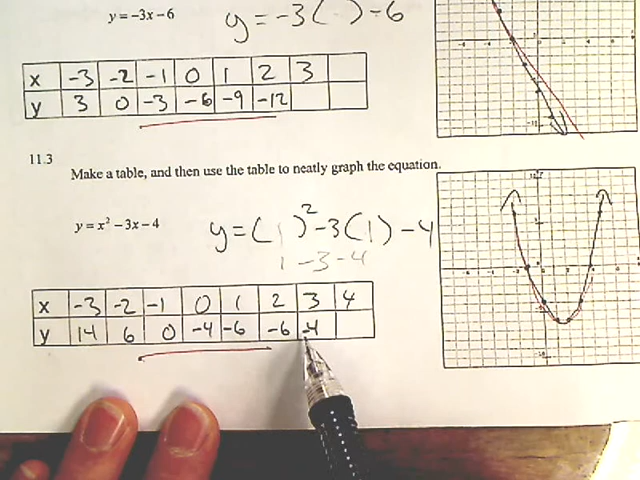 y = −3x − 6 y = −3( ) − 6
x −3 −2 −1 0 1 2 3
y 3 0 −3 −6 −9 −12
11.3
Make a table, and then use the table to neatly graph the equation.
y = x² − 3x − 4 y = (1)² − 3(1) − 4
1 − 3 − 4
x −3 −2 −1 0 1 2 3 4
y 14 6 0 −4 −6 −6 −4